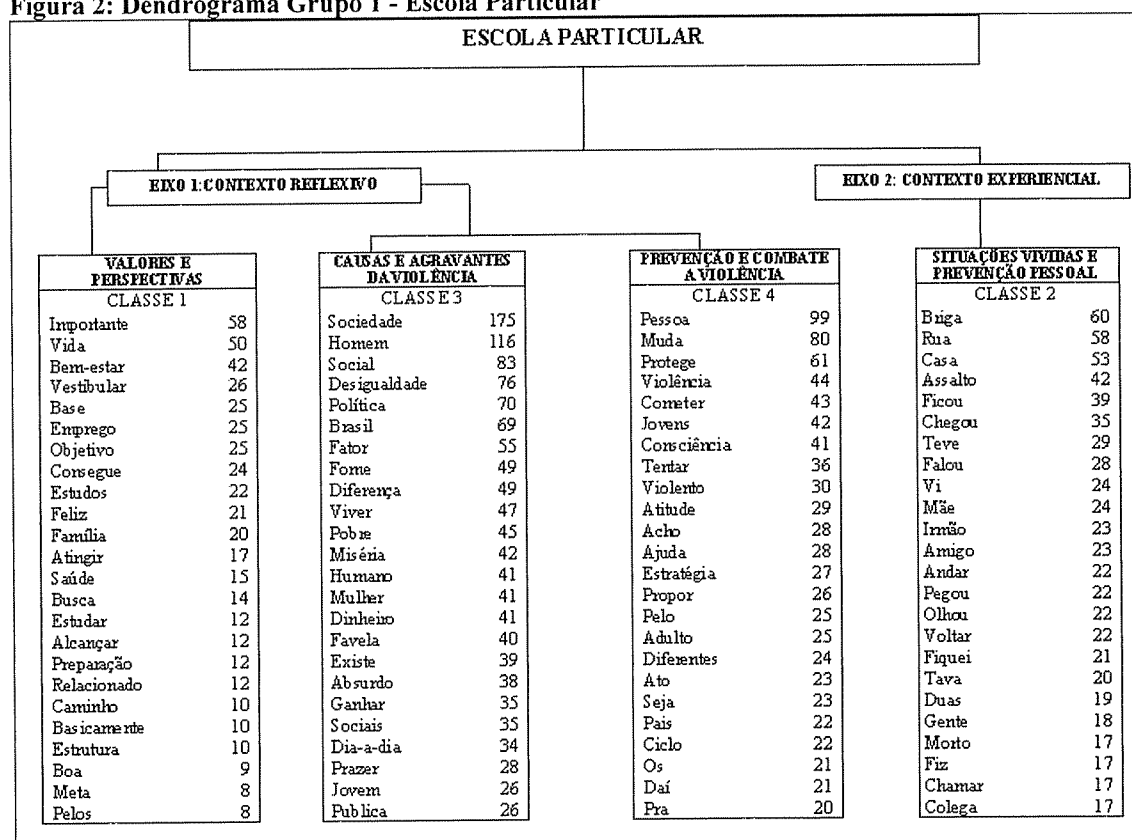 Figura 2: Dendrograma Grupo 1 - Escola Particular
ESCOLA PARTICULAR
EIXO 1:CONTEXTO REFLEXIVO
EIXO 2: CONTEXTO EXPERIENCIAL
VALORES E
PERSPECTIVAS
CLASSE 1
Importante 58
Vida 50
Bem-estar 42
Vestibular 26
Base 25
Emprego 25
Objetivo 25
Consegue 24
Estudos 22
Feliz 21
Família 20
Atingir 17
Saúde 15
Busca 14
Estudar 12
Alcançar 12
Preparação 12
Relacionado 12
Caminho 10
Basicamente 10
Estrutura 10
Boa 9
Meta 8
Pelos 8
CAUSAS E AGRAVANTES
DA VIOLÊNCIA
CLASSE 3
Sociedade 175
Homem 116
Social 83
Desigualdade 76
Política 70
Brasil 69
Fator 55
Fome 49
Diferença 49
Viver 47
Pobre 45
Miséria 42
Humano 41
Mulher 41
Dinheiro 41
Favela 40
Existe 39
Absurdo 38
Ganhar 35
Sociais 35
Dia-a-dia 34
Prazer 28
Jovem 26
Publica 26
PREVENÇÃO E COMBATE
A VIOLÊNCIA
CLASSE 4
Pessoa 99
Muda 80
Protege 61
Violência 44
Cometer 43
Jovens 42
Consciência 41
Tentar 36
Violento 30
Atitude 29
Acho 28
Ajuda 28
Estratégia 27
Propor 26
Pelo 25
Adulto 25
Diferentes 24
Ato 23
Seja 23
Pais 22
Ciclo 22
Os 21
Daí 21
Pra 20
SITUAÇÕES VIVIDAS E
PREVENÇÃO PESSOAL
CLASSE 2
Briga 60
Rua 58
Casa 53
Assalto 42
Ficou 39
Chegou 35
Teve 29
Falou 28
Vi 24
Mãe 24
Irmão 23
Amigo 23
Andar 22
Pegou 22
Olhou 22
Voltar 22
Fiquei 21
Tava 20
Duas 19
Gente 18
Morto 17
Fiz 17
Chamar 17
Colega 17